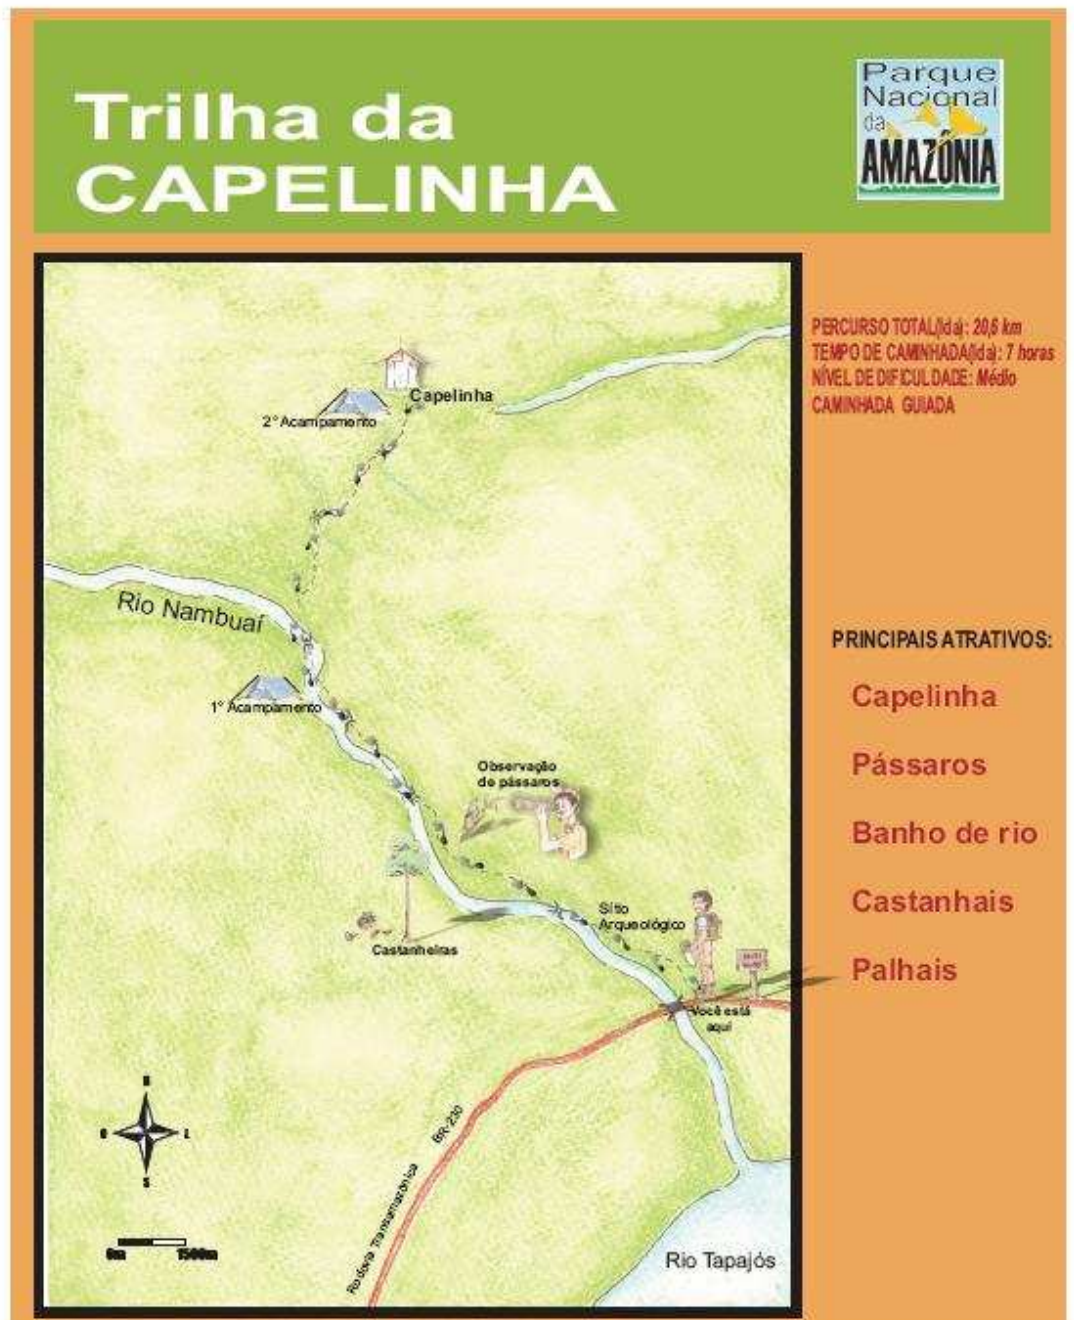 Trilha da
CAPELINHA
Parque
Nacional
da
AMAZÔNIA
PERCURSO TOTAL(ida): 20,6 km
TEMPO DE CAMINHADA(ida): 7 horas
NÍVEL DE DIFICULDADE: Médio
CAMINHADA GUIADA
Capelinha
2° Acampamento
Rio Nambuaí
1° Acampamento
Observação
de pássaros
Sítio
Arqueológico
Castanheiras
Você está
aqui
PRINCIPAIS ATRATIVOS:
Capelinha
Pássaros
Banho de rio
Castanhais
Palhais
N
O
L
S
0m 1500m
Rodovia Transamazônica BR-230
Rio Tapajós